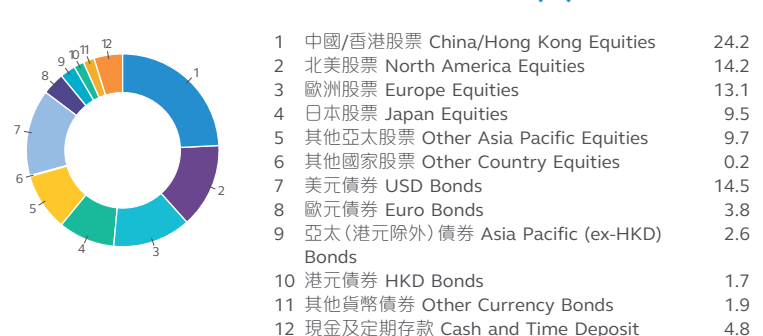 1 中國/香港股票 China/Hong Kong Equities 24.2
2 北美股票 North America Equities 14.2
3 歐洲股票 Europe Equities 13.1
4 日本股票 Japan Equities 9.5
5 其他亞太股票 Other Asia Pacific Equities 9.7
6 其他國家股票 Other Country Equities 0.2
7 美元債券 USD Bonds 14.5
8 歐元債券 Euro Bonds 3.8
9 亞太(港元除外)債券 Asia Pacific (ex-HKD) 2.6
Bonds
10 港元債券 HKD Bonds 1.7
11 其他貨幣債券 Other Currency Bonds 1.9
12 現金及定期存款 Cash and Time Deposit 4.8
1
2
3
4
5
6
7
8
9
10
11
12